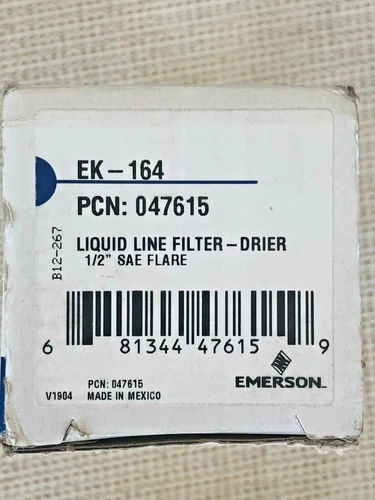 EK-164
PCN: 047615
LIQUID LINE FILTER-DRIER
1/2" SAE FLARE
B12-267
6 81344 47615 9
EMERSON
PCN: 047615
V1904 MADE IN MEXICO